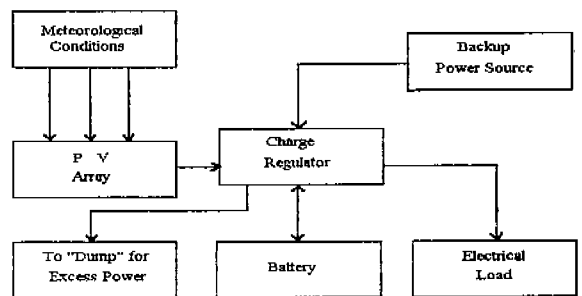 Meteorological
Conditions
Backup
Power Source
P V
Array
Charge
Regulator
To "Dump" for
Excess Power
Battery
Electrical
Load